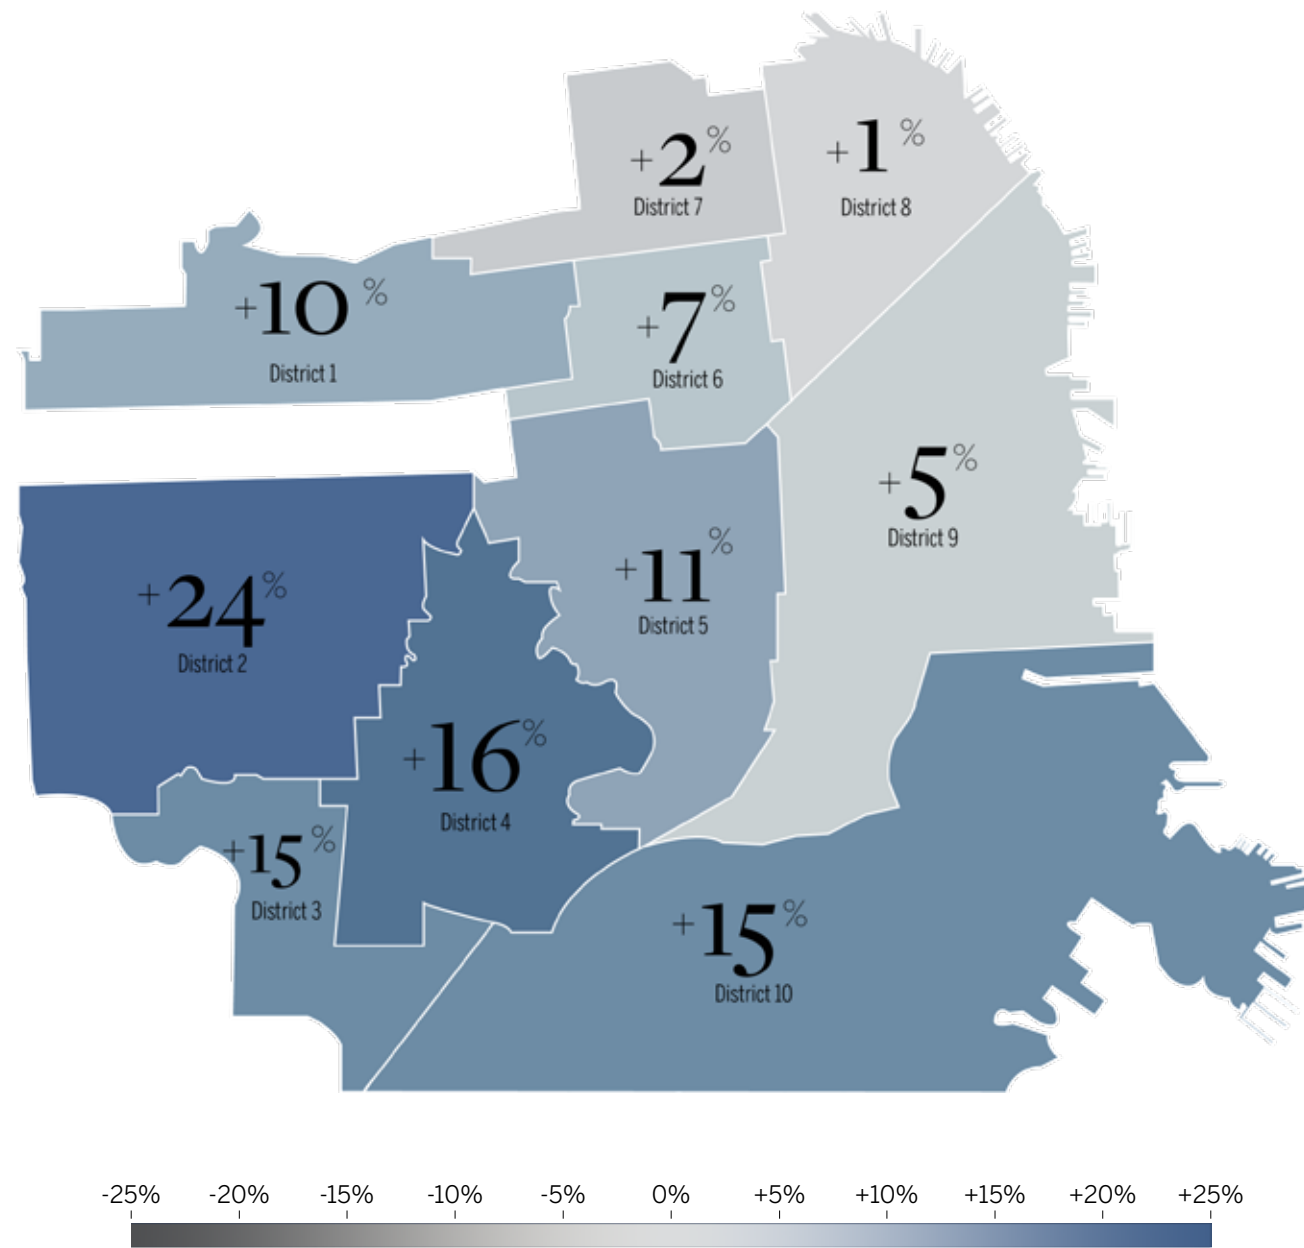 +2%
District 7
+1%
District 8
+10%
District 1
+7%
District 6
+5%
District 9
+11%
District 5
+24%
District 2
+16%
District 4
+15%
District 3
+15%
District 10
-25% -20% -15% -10% -5% 0% +5% +10% +15% +20% +25%